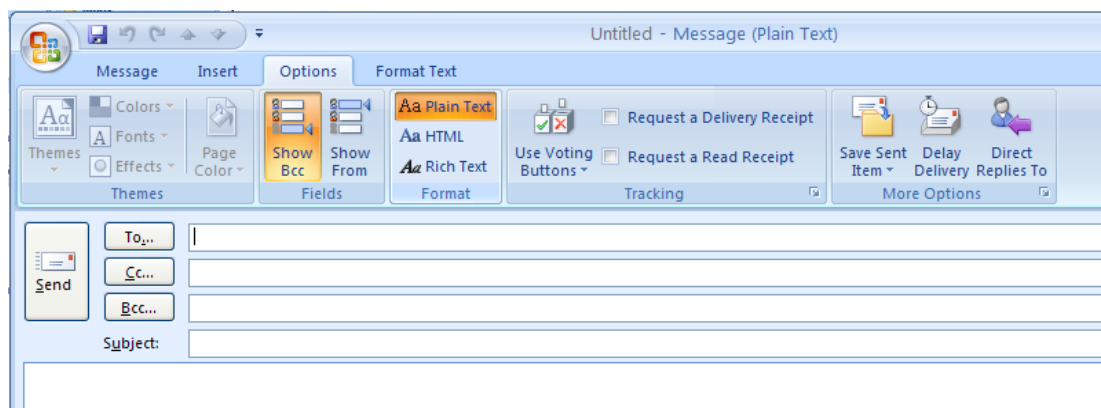 Untitled - Message (Plain Text)
Message Insert Options Format Text
Aa Colors Aa Plain Text Request a Delivery Receipt
A Fonts Aa HTML
Themes Effects Page Color Show Bcc Show From Aa Rich Text Use Voting Buttons Request a Read Receipt Save Sent Item Delay Delivery Direct Replies To
Themes Fields Format Tracking More Options
To...
Send Cc...
Bcc...
Subject: